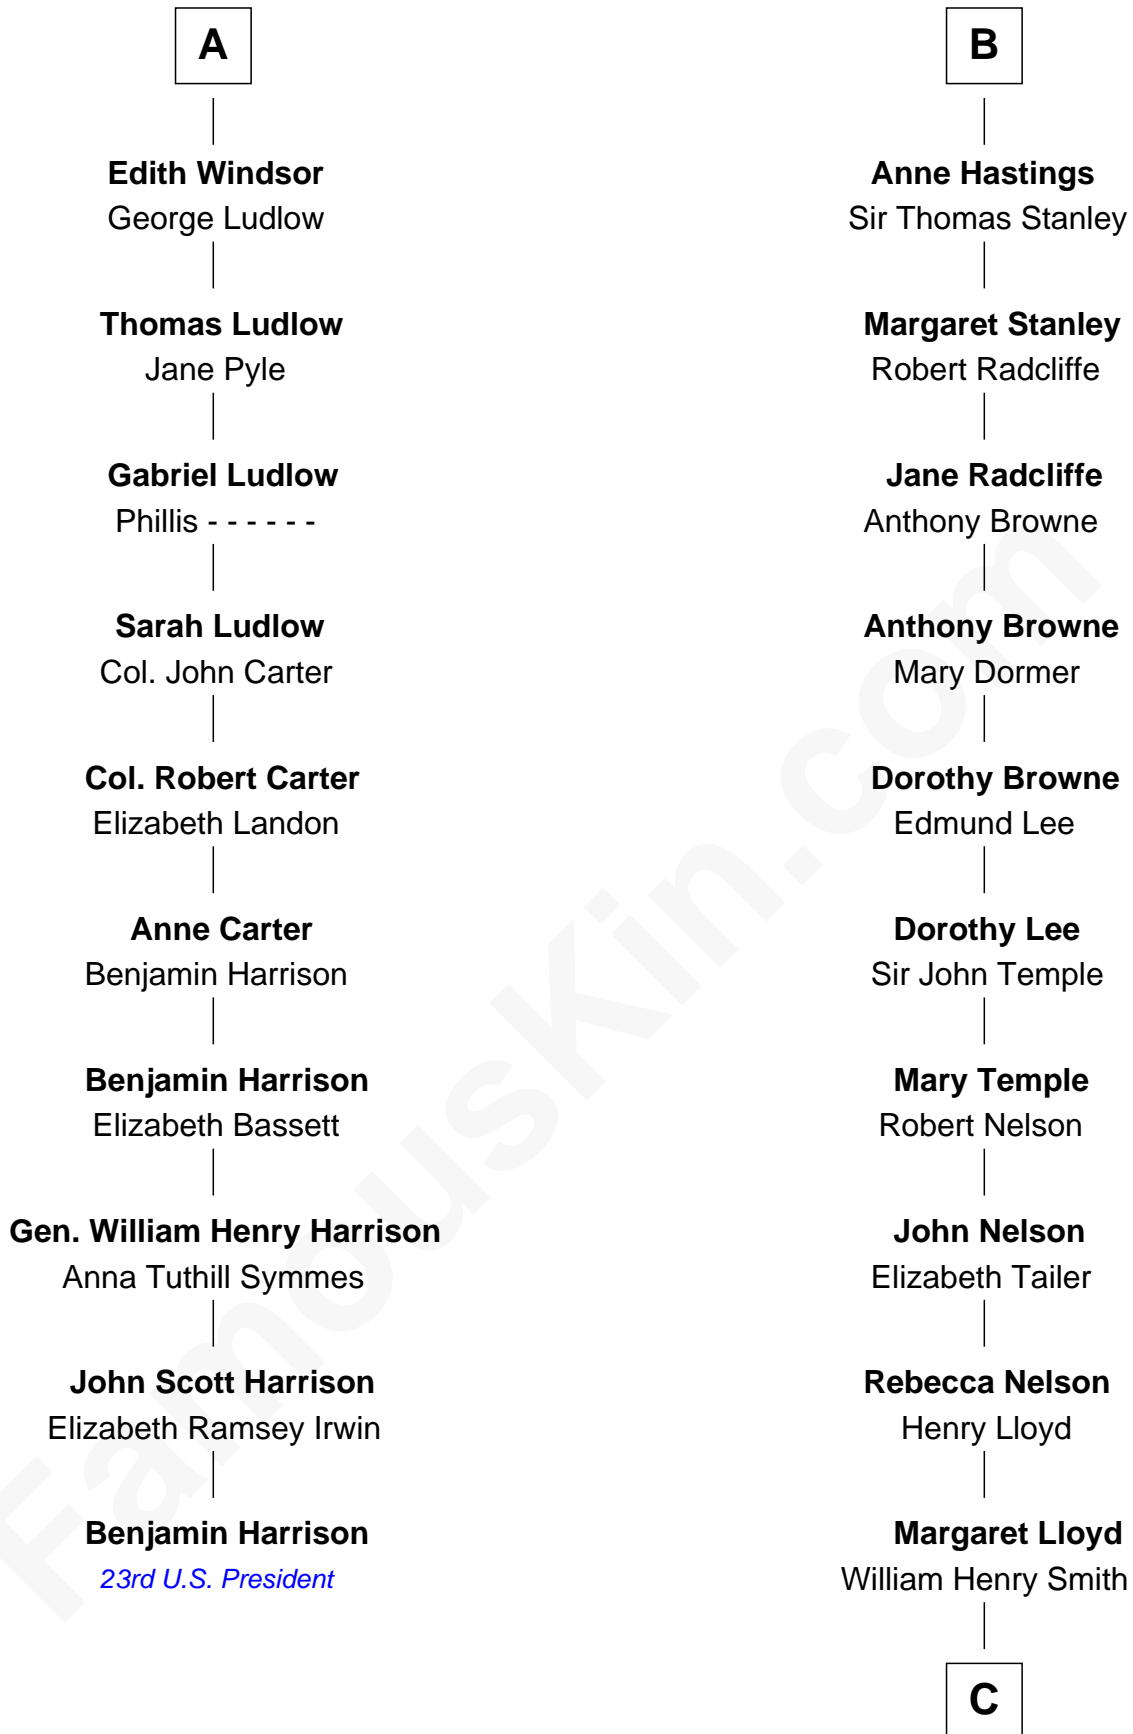 A
Edith Windsor
George Ludlow
Thomas Ludlow
Jane Pyle
Gabriel Ludlow
Phillis - - - - - -
Sarah Ludlow
Col. John Carter
Col. Robert Carter
Elizabeth Landon
Anne Carter
Benjamin Harrison
Benjamin Harrison
Elizabeth Bassett
Gen. William Henry Harrison
Anna Tuthill Symmes
John Scott Harrison
Elizabeth Ramsey Irwin
Benjamin Harrison
23rd U.S. President
B
Anne Hastings
Sir Thomas Stanley
Margaret Stanley
Robert Radcliffe
Jane Radcliffe
Anthony Browne
Anthony Browne
Mary Dormer
Dorothy Browne
Edmund Lee
Dorothy Lee
Sir John Temple
Mary Temple
Robert Nelson
John Nelson
Elizabeth Tailer
Rebecca Nelson
Henry Lloyd
Margaret Lloyd
William Henry Smith
C
FamousKin.com